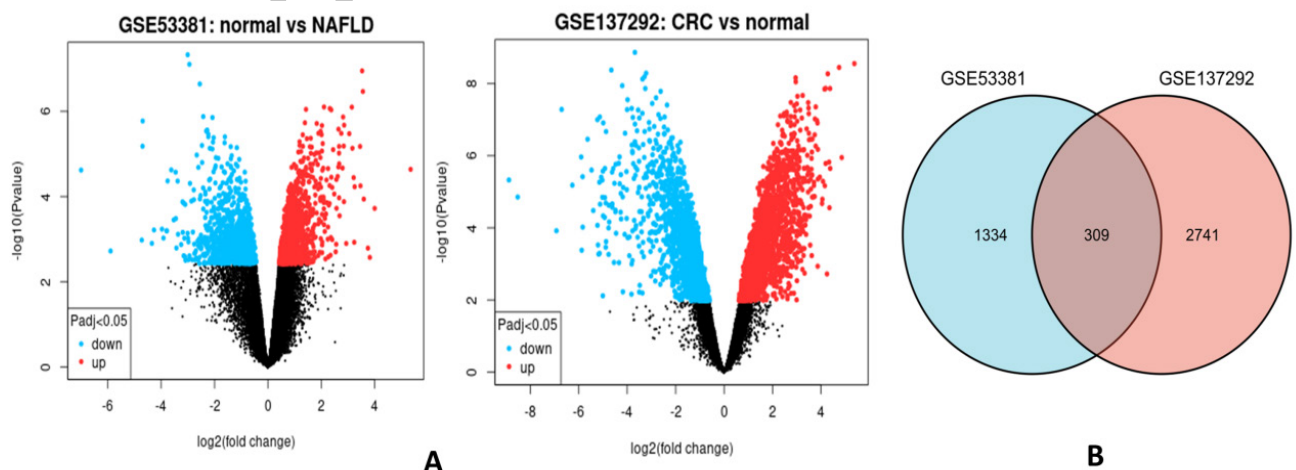 GSE53381: normal vs NAFLD
-log10(Pvalue)
6
4
2
0
Padj<0.05
down
up
-6 -4 -2 0 2 4
log2(fold change)
GSE137292: CRC vs normal
-log10(Pvalue)
8
6
4
2
0
Padj<0.05
down
up
-8 -6 -4 -2 0 2 4
log2(fold change)
A
GSE53381 GSE137292
1334 309 2741
B